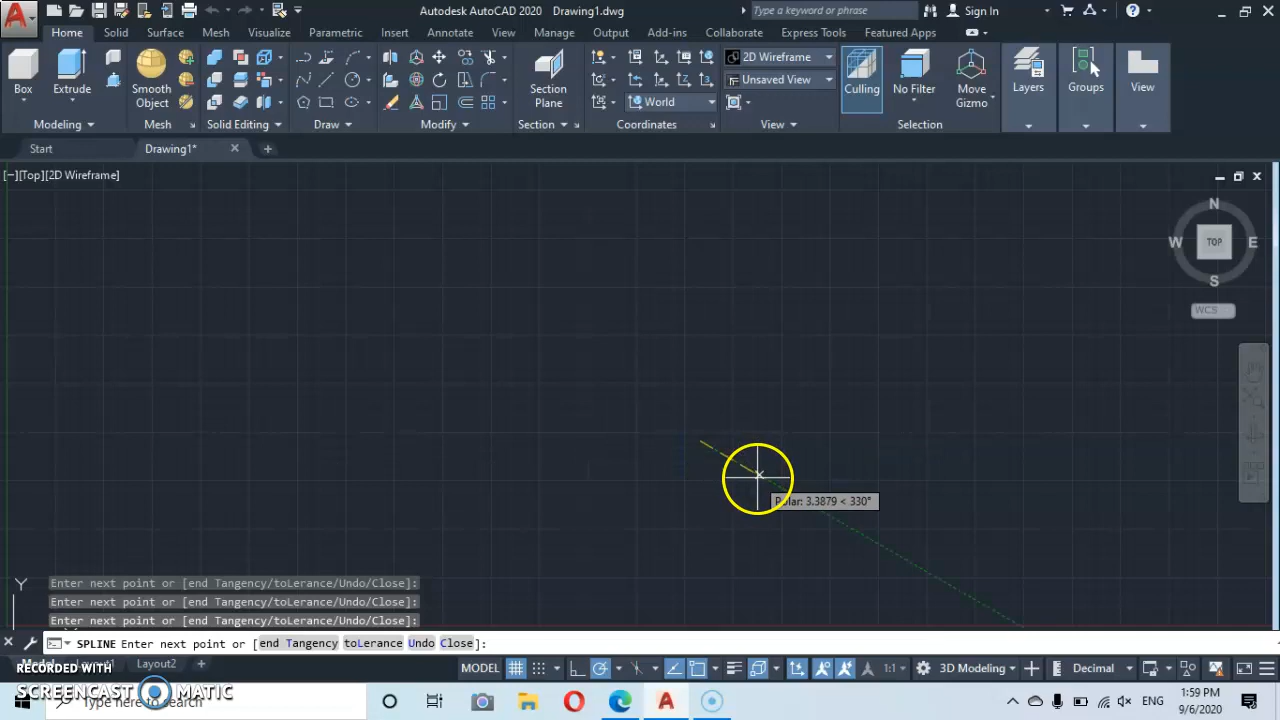 Autodesk AutoCAD 2020 Drawing1.dwg
Type a keyword or phrase
Sign In
Home Solid Surface Mesh Visualize Parametric Insert Annotate View Manage Output Add-ins Collaborate Express Tools Featured Apps
Box Extrude Smooth Object
Section Plane
2D Wireframe
Unsaved View
World
Culling No Filter Move Gizmo Layers Groups View
Modeling Mesh Solid Editing Draw Modify Section Coordinates View Selection
Start Drawing1*
[−][Top][2D Wireframe]
N
W TOP E
S
WCS
Polar: 3.3879 < 330°
Y
Enter next point or [end Tangency/toLerance/Undo/Close]:
Enter next point or [end Tangency/toLerance/Undo/Close]:
Enter next point or [end Tangency/toLerance/Undo/Close]:
SPLINE Enter next point or [end Tangency toLerance Undo Close]:
Layout2
MODEL 1:1 3D Modeling Decimal
RECORDED WITH
SCREENCAST MATIC
ENG
1:59 PM
9/6/2020